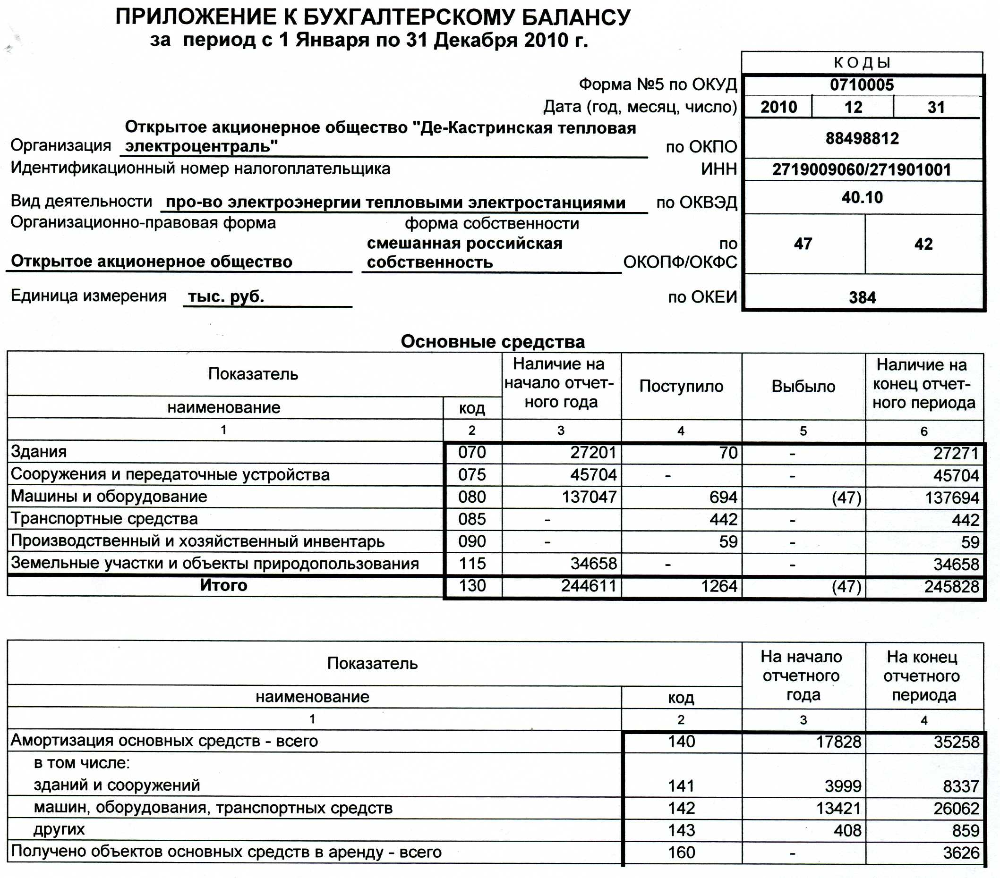 ПРИЛОЖЕНИЕ К БУХГАЛТЕРСКОМУ БАЛАНСУ
за период с 1 Января по 31 Декабря 2010 г.
К О Д Ы
Форма №5 по ОКУД 0710005
Дата (год, месяц, число) 2010 12 31
Открытое акционерное общество "Де-Кастринская тепловая
Организация электроцентраль" по ОКПО 88498812
Идентификационный номер налогоплательщика ИНН 2719009060/271901001
Вид деятельности про-во электроэнергии тепловыми электростанциями по ОКВЭД 40.10
Организационно-правовая форма форма собственности
смешанная российская по 47 42
Открытое акционерное общество собственность ОКОПФ/ОКФС
Единица измерения тыс. руб. по ОКЕИ 384
Основные средства
Показатель Наличие на начало отчет-ного года Поступило Выбыло Наличие на конец отчет-ного периода
наименование код
1 2 3 4 5 6
Здания 070 27201 70 - 27271
Сооружения и передаточные устройства 075 45704 - - 45704
Машины и оборудование 080 137047 694 (47) 137694
Транспортные средства 085 - 442 - 442
Производственный и хозяйственный инвентарь 090 - 59 - 59
Земельные участки и объекты природопользования 115 34658 - - 34658
Итого 130 244611 1264 (47) 245828
Показатель На начало отчетного года На конец отчетного периода
наименование код
1 2 3 4
Амортизация основных средств - всего 140 17828 35258
в том числе:
зданий и сооружений 141 3999 8337
машин, оборудования, транспортных средств 142 13421 26062
других 143 408 859
Получено объектов основных средств в аренду - всего 160 - 3626